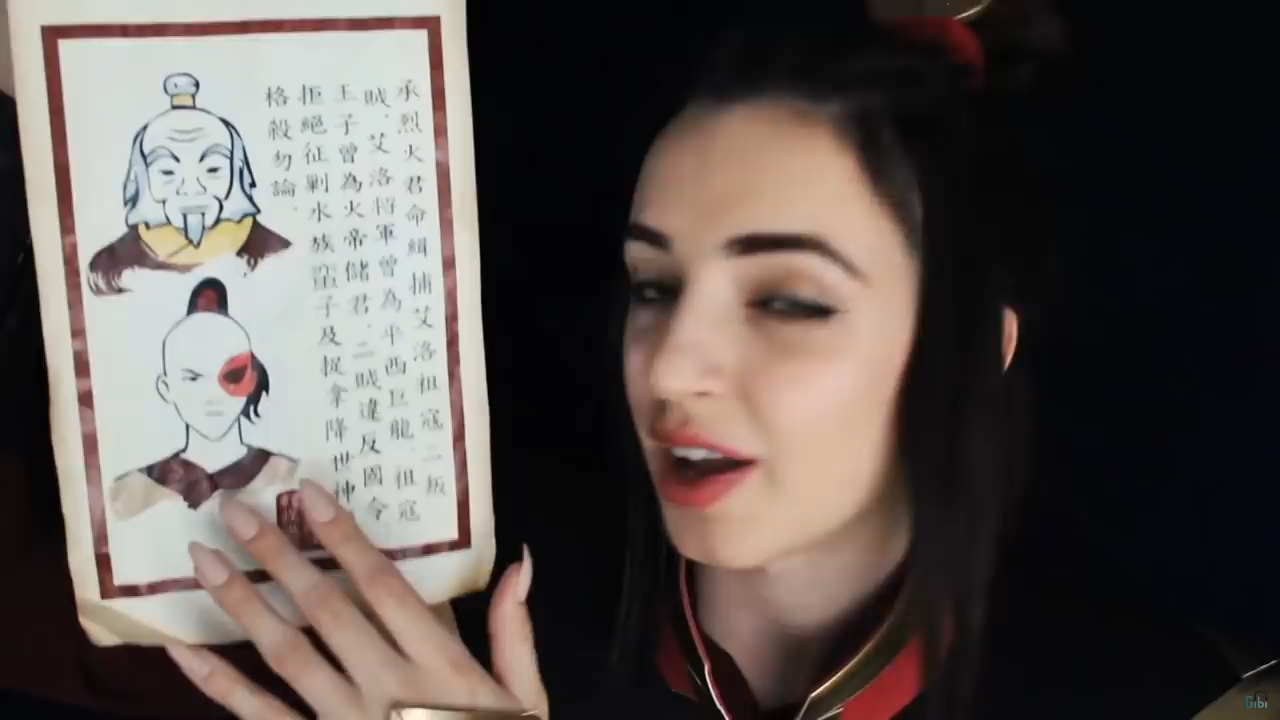 承烈火君命緝捕艾洛祖寇二叛
賊．艾洛將軍曾為平西巨龍．祖寇
王子曾為火帝儲君．二賊違反國令
拒絕征剿水族蠻子及捉拿降世神
格殺勿論．
Gibi